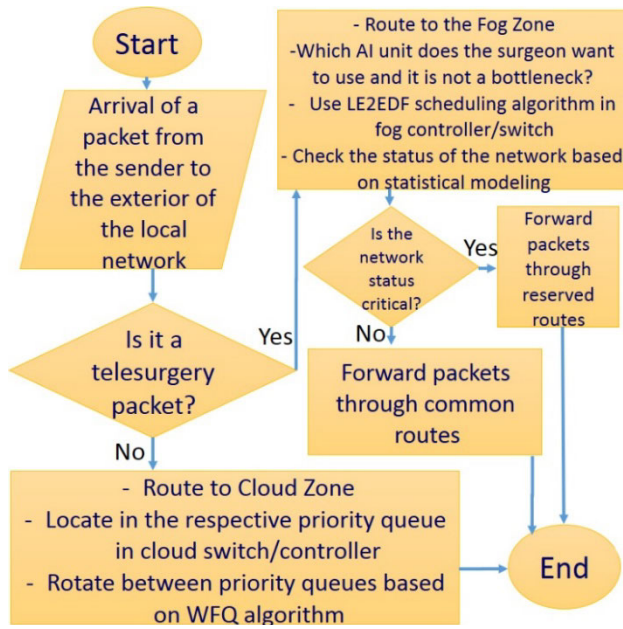 Start
Arrival of a
packet from
the sender to
the exterior of
the local
network
Is it a
telesurgery
packet?
Yes
No
- Route to the Fog Zone
-Which AI unit does the surgeon
want to use and it is not a bottleneck?
- Use LE2EDF scheduling algorithm in
fog controller/switch
- Check the status of the network based
on statistical modeling
Is the
network
status
critical?
Yes
Forward
packets
through
reserved
routes
No
Forward packets
through common
routes
- Route to Cloud Zone
- Locate in the respective priority queue
in cloud switch/controller
- Rotate between priority queues based
on WFQ algorithm
End